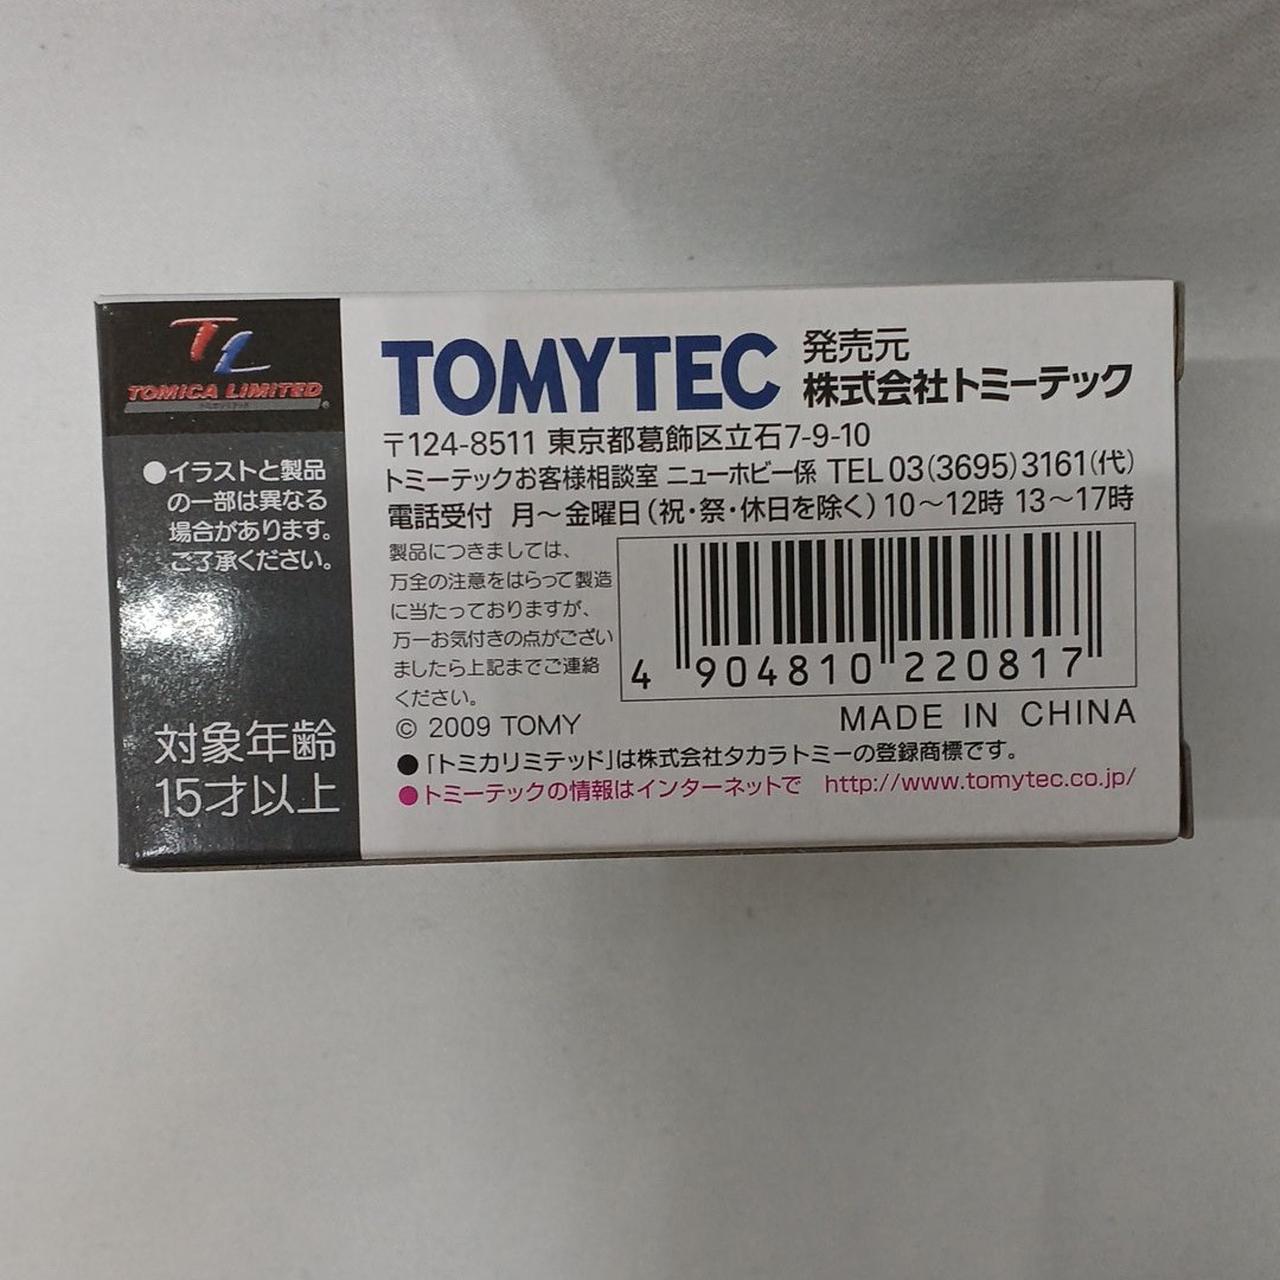 TL
TOMICA LIMITED
●イラストと製品
の一部は異なる
場合があります。
ご了承ください。
対象年齢
15才以上
TOMYTEC
発売元
株式会社トミーテック
〒124-8511 東京都葛飾区立石7-9-10
トミーテックお客様相談室 ニューホビー係 TEL 03(3695)3161(代)
電話受付 月〜金曜日(祝・祭・休日を除く) 10〜12時 13〜17時
製品につきましては、
万全の注意をはらって製造
に当たっておりますが、
万一お気付きの点がござい
ましたら上記までご連絡
ください。
4 904810 220817
© 2009 TOMY
MADE IN CHINA
●「トミカリミテッド」は株式会社タカラトミーの登録商標です。
●トミーテックの情報はインターネットで http://www.tomytec.co.jp/